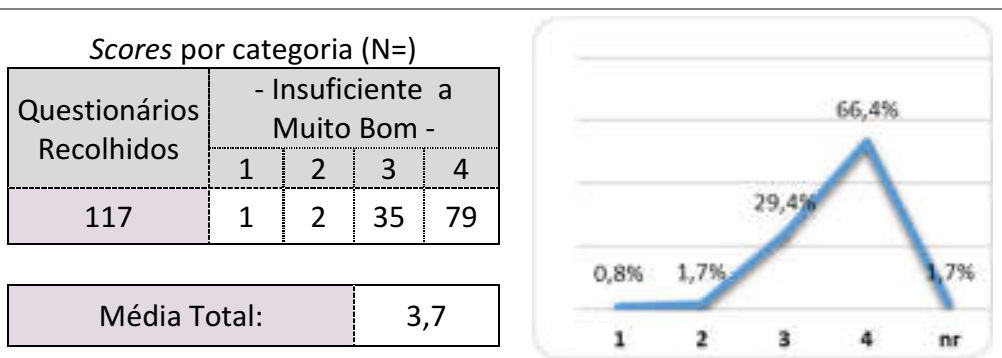 Scores por categoria (N=)
Questionários
Recolhidos
- Insuficiente a
Muito Bom -
1 2 3 4
117 1 2 35 79
Média Total: 3,7
66,4%
29,4%
0,8% 1,7% 1,7%
1 2 3 4 nr